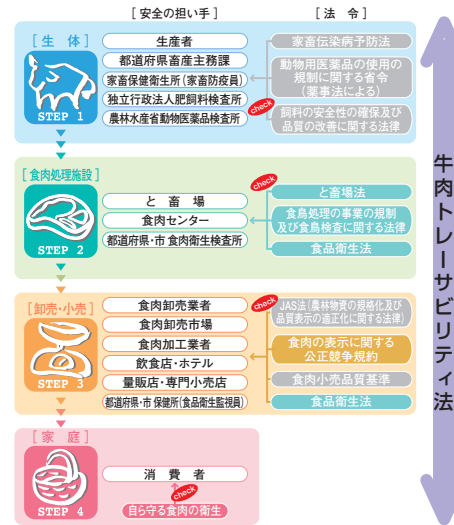 [ 安全の担い手 ]
[ 法 令 ]
[ 生 体 ]
STEP 1
生産者
都道府県畜産主務課
家畜保健衛生所(家畜防疫員)
独立行政法人肥飼料検査所
農林水産省動物医薬品検査所
家畜伝染病予防法
動物用医薬品の使用の
規制に関する省令
(薬事法による)
check
飼料の安全性の確保及び
品質の改善に関する法律
[ 食肉処理施設 ]
STEP 2
と 畜 場
食肉センター
都道府県・市 食肉衛生検査所
check
と畜場法
食鳥処理の事業の規制
及び食鳥検査に関する法律
食品衛生法
[ 卸売・小売 ]
STEP 3
食肉卸売業者
食肉卸売市場
食肉加工業者
飲食店・ホテル
量販店・専門小売店
都道府県・市 保健所(食品衛生監視員)
check
JAS法(農林物資の規格化及び
品質表示の適正化に関する法律)
食肉の表示に関する
公正競争規約
食肉小売品質基準
食品衛生法
[ 家 庭 ]
STEP 4
消 費 者
check
自ら守る食肉の衛生
牛肉トレーサビリティ法